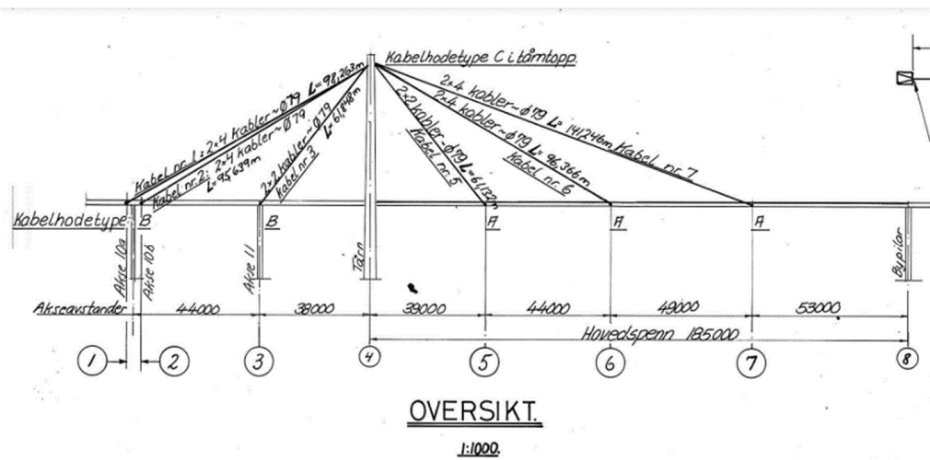 Kabelhodetype C i tårntopp.
Kabel nr. 1: 2x4 kabler~Ø79 L=98,263m
Kabel nr. 2: 2x4 kabler~Ø79
L=95,639m
2x2 kabler~Ø79
L=61,848m
Kabel nr. 3
2x2 kabler~Ø79 L=61,132m
Kabel nr. 5
2x4 kabler~Ø79 L=96,366m
Kabel nr. 6
2x4 kabler~Ø79 L=141,246m Kabel nr. 7
Kabelhodetype B B A A A
Akse 10a
Akse 10b
Akse 11
Tårn
Bypilar
Akseavstander 44000 38000 39000 44000 49000 53000
Hovedspenn 185000
1 2 3 4 5 6 7 8
OVERSIKT.
1:1000.